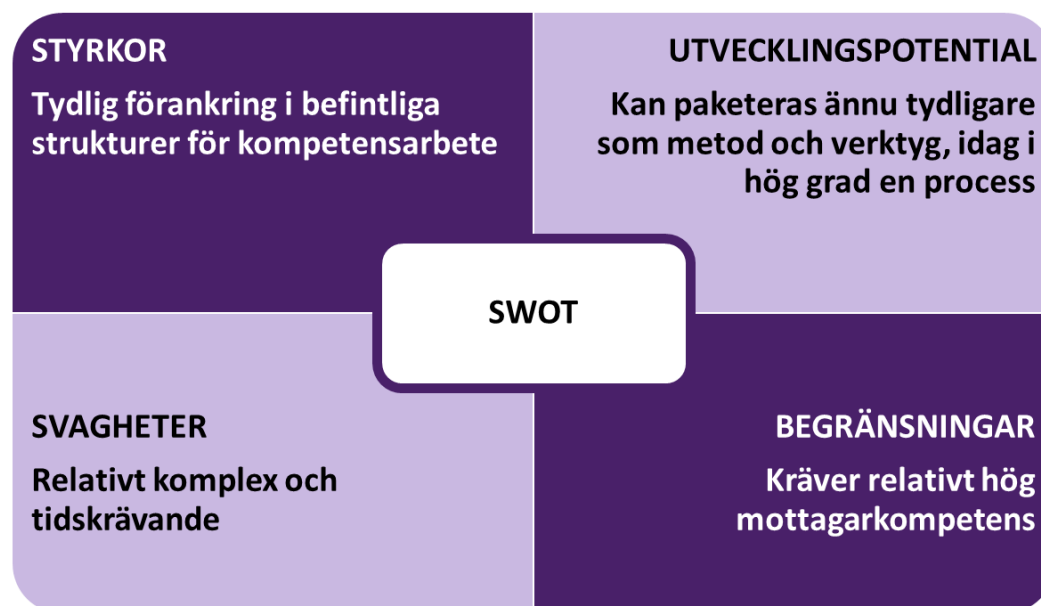 STYRKOR
Tydlig förankring i befintliga
strukturer för kompetensarbete
UTVECKLINGSPOTENTIAL
Kan paketeras ännu tydligare
som metod och verktyg, idag i
hög grad en process
SWOT
SVAGHETER
Relativt komplex och
tidskrävande
BEGRÄNSNINGAR
Kräver relativt hög
mottagarkompetens